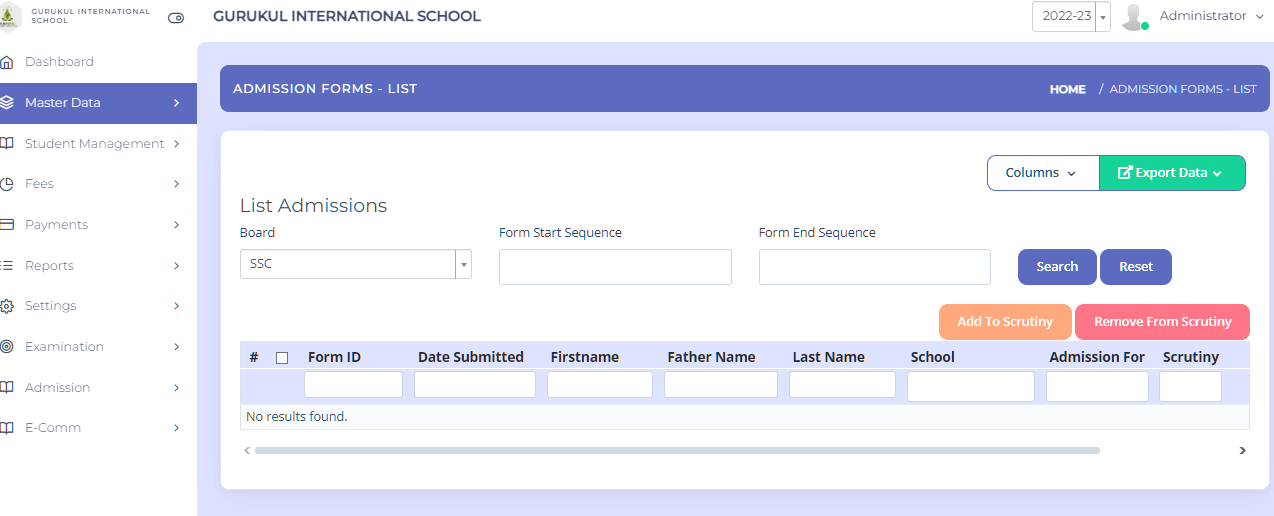 GURUKUL INTERNATIONAL
SCHOOL
GURUKUL INTERNATIONAL SCHOOL
2022-23
Administrator
Dashboard
Master Data
Student Management
Fees
Payments
Reports
Settings
Examination
Admission
E-Comm
ADMISSION FORMS - LIST
HOME / ADMISSION FORMS - LIST
Columns
Export Data
List Admissions
Board
Form Start Sequence
Form End Sequence
SSC
Search
Reset
Add To Scrutiny
Remove From Scrutiny
# Form ID Date Submitted Firstname Father Name Last Name School Admission For Scrutiny
No results found.